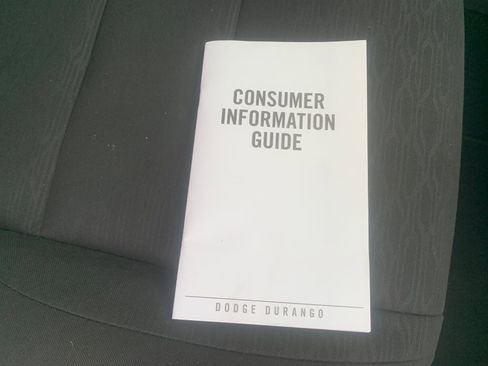 CONSUMER
INFORMATION
GUIDE
DODGE DURANGO